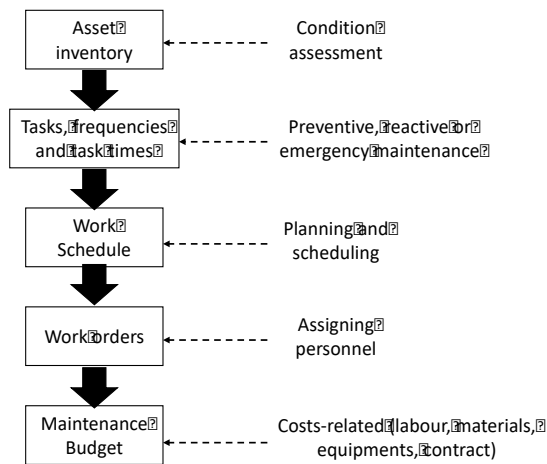 Asset
inventory
Condition
assessment
Tasks, frequencies
and task times
Preventive, reactive or
emergency maintenance
Work
Schedule
Planning and
scheduling
Work orders
Assigning
personnel
Maintenance
Budget
Costs-related (labour, materials,
equipments, contract)